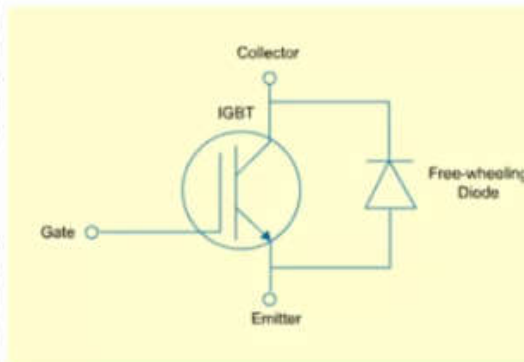 Collector
IGBT
Free-wheeling
Diode
Gate
Emitter